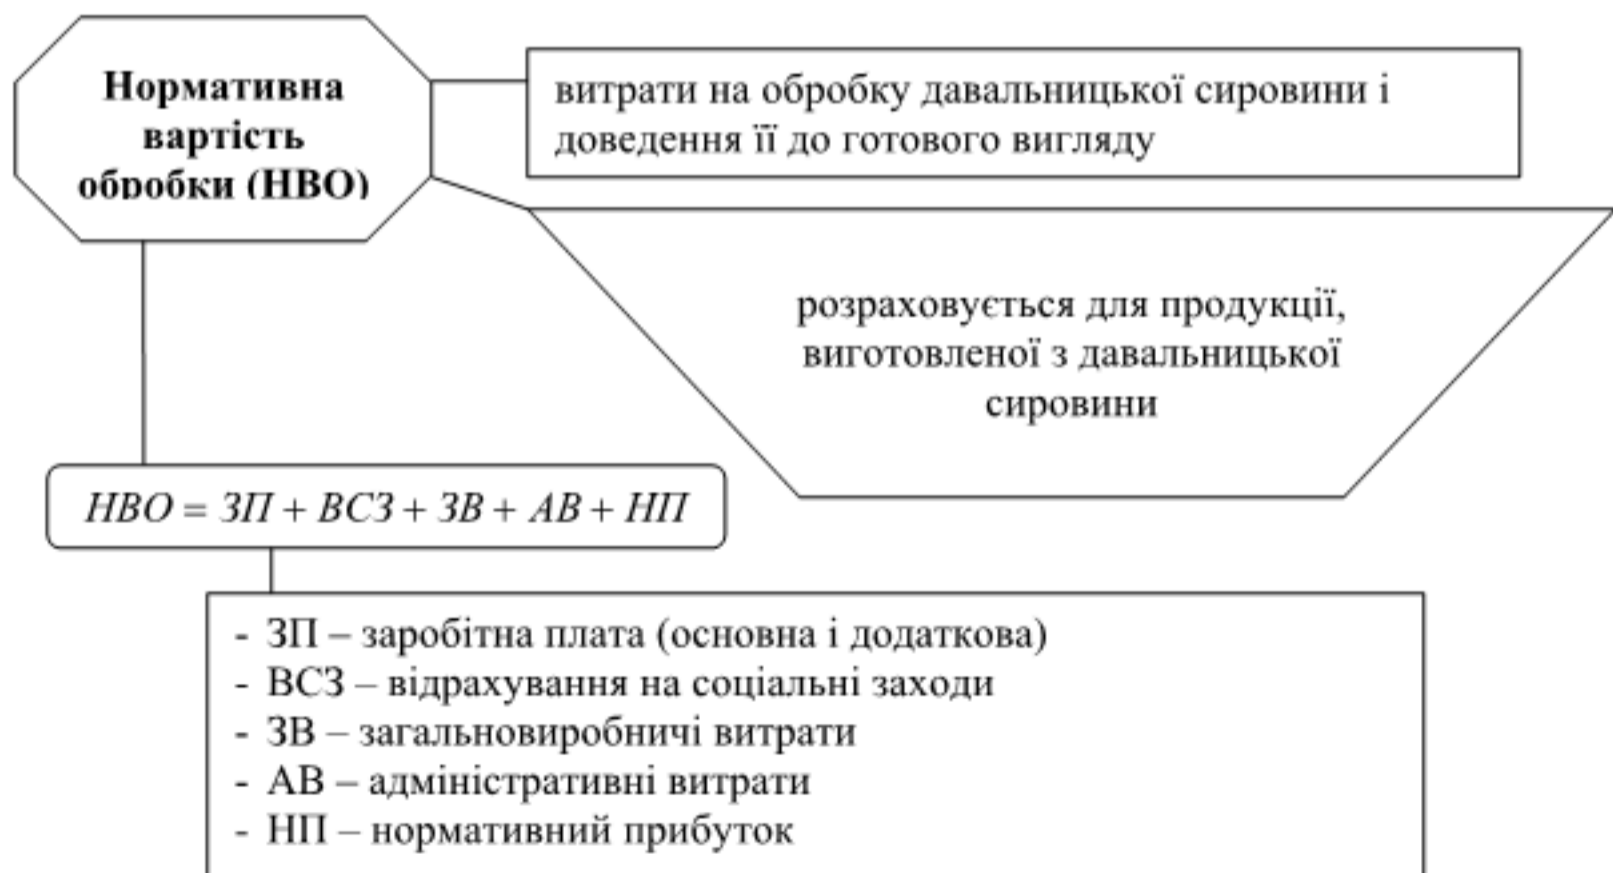 Нормативна
вартість
обробки (НВО)
витрати на обробку давальницької сировини і
доведення її до готового вигляду
розраховується для продукції,
виготовленої з давальницької
сировини
НВО = ЗП + ВСЗ + ЗВ + АВ + НП
- ЗП – заробітна плата (основна і додаткова)
- ВСЗ – відрахування на соціальні заходи
- ЗВ – загальновиробничі витрати
- АВ – адміністративні витрати
- НП – нормативний прибуток